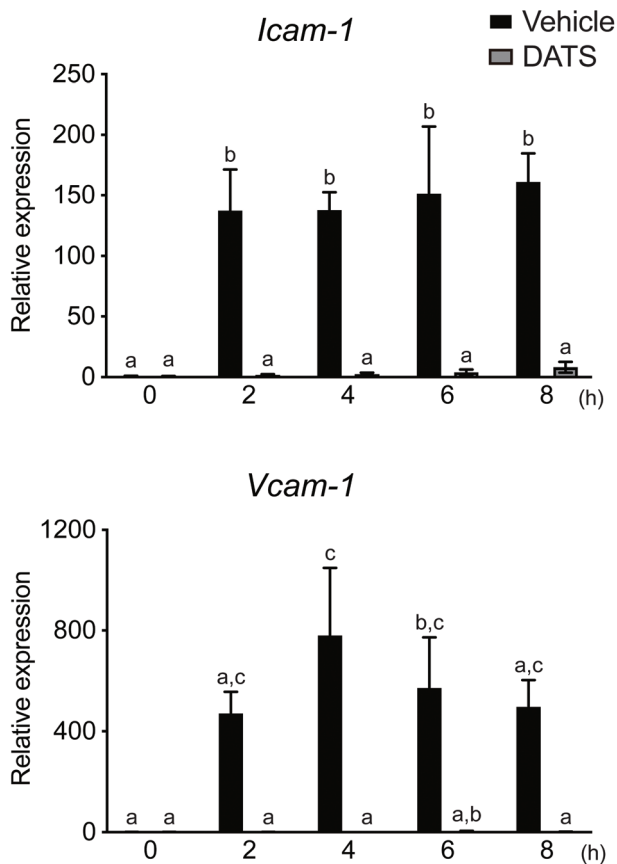 Icam-1
Vehicle
DATS
Relative expression
250
200
150
100
50
0
a a b a b a b a b a
0 2 4 6 8 (h)
Vcam-1
Relative expression
1200
800
400
0
a a a,c a c a b,c a,b a,c a
0 2 4 6 8 (h)